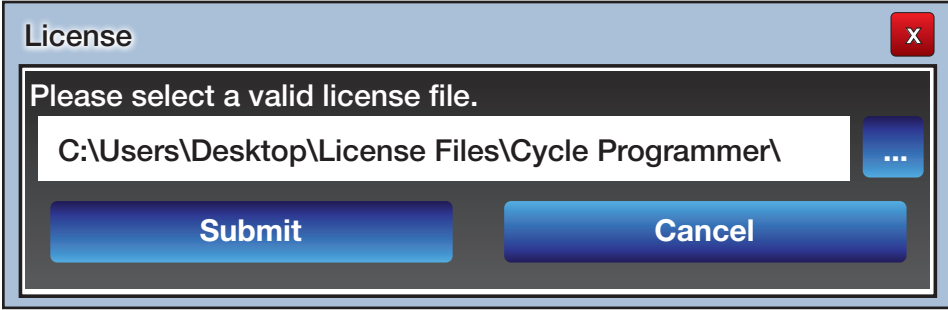 License
X
Please select a valid license file.
C:\Users\Desktop\License Files\Cycle Programmer\
...
Submit
Cancel